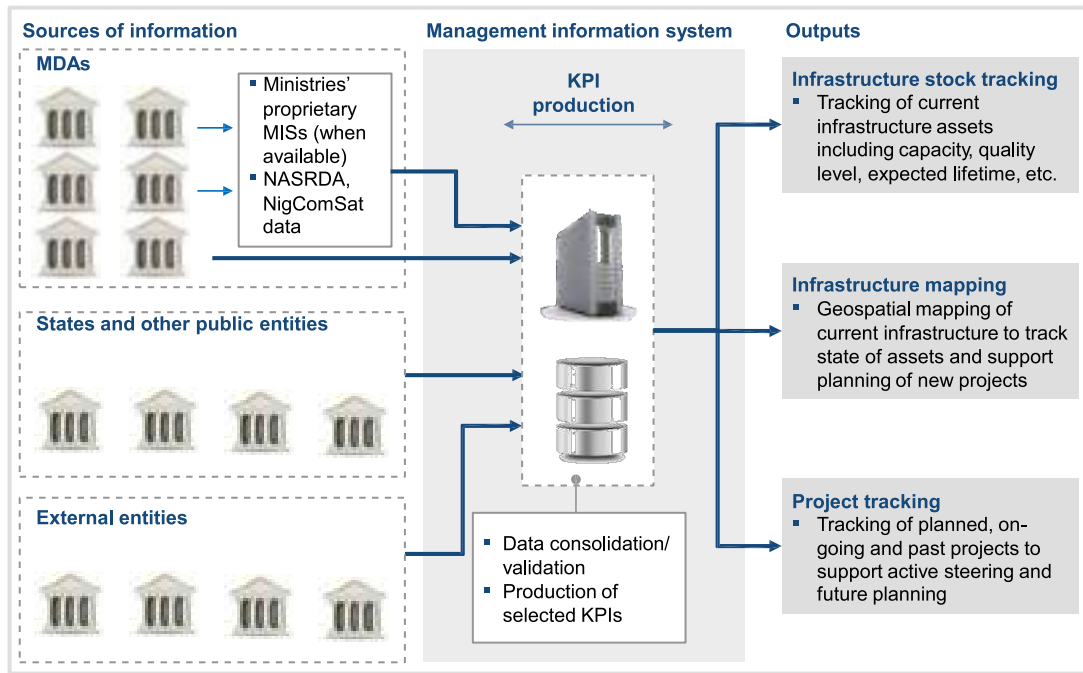 Sources of information
MDAs
▪ Ministries’
proprietary
MISs (when
available)
▪ NASRDA,
NigComSat
data
States and other public entities
External entities
Management information system
KPI
production
▪ Data consolidation/
validation
▪ Production of
selected KPIs
Outputs
Infrastructure stock tracking
▪ Tracking of current
infrastructure assets
including capacity, quality
level, expected lifetime, etc.
Infrastructure mapping
▪ Geospatial mapping of
current infrastructure to track
state of assets and support
planning of new projects
Project tracking
▪ Tracking of planned, on-
going and past projects to
support active steering and
future planning